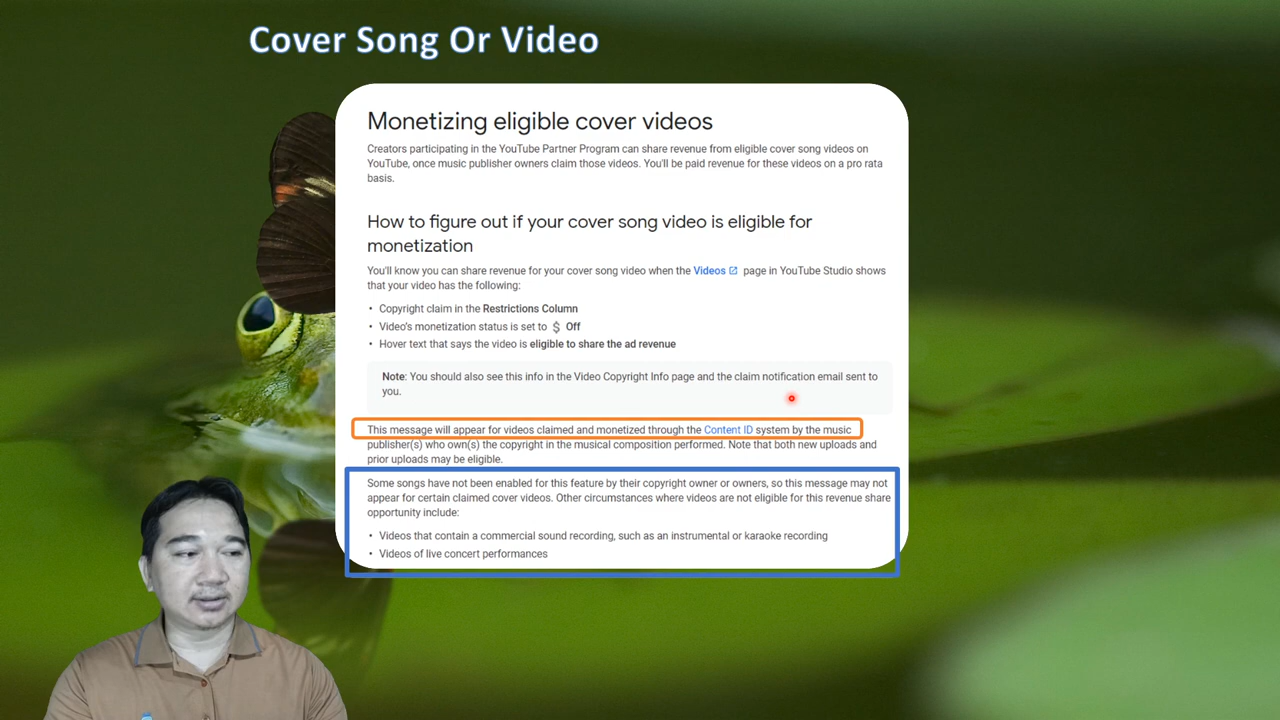 Cover Song Or Video
Monetizing eligible cover videos
Creators participating in the YouTube Partner Program can share revenue from eligible cover song videos on
YouTube, once music publisher owners claim those videos. You'll be paid revenue for these videos on a pro rata
basis.
How to figure out if your cover song video is eligible for
monetization
You'll know you can share revenue for your cover song video when the Videos page in YouTube Studio shows
that your video has the following:
• Copyright claim in the Restrictions Column
• Video's monetization status is set to $ Off
• Hover text that says the video is eligible to share the ad revenue
Note: You should also see this info in the Video Copyright Info page and the claim notification email sent to
you.
This message will appear for videos claimed and monetized through the Content ID system by the music
publisher(s) who own(s) the copyright in the musical composition performed. Note that both new uploads and
prior uploads may be eligible.
Some songs have not been enabled for this feature by their copyright owner or owners, so this message may not
appear for certain claimed cover videos. Other circumstances where videos are not eligible for this revenue share
opportunity include:
• Videos that contain a commercial sound recording, such as an instrumental or karaoke recording
• Videos of live concert performances